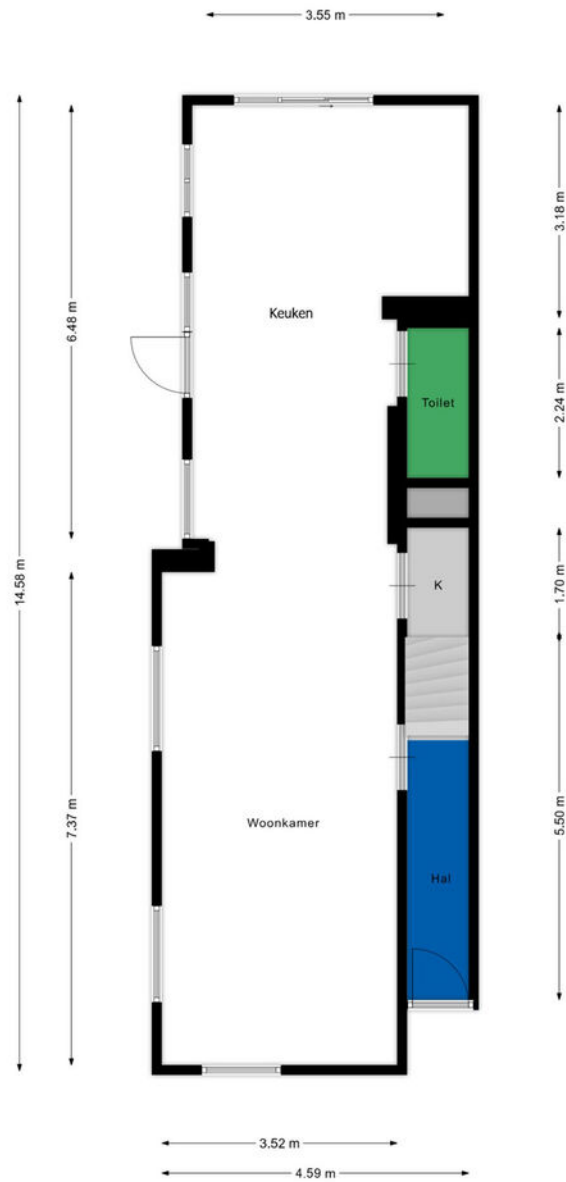 3.55 m
3.18 m
6.48 m
Keuken
Toilet
2.24 m
14.58 m
K
1.70 m
7.37 m
Woonkamer
5.50 m
Hal
3.52 m
4.59 m